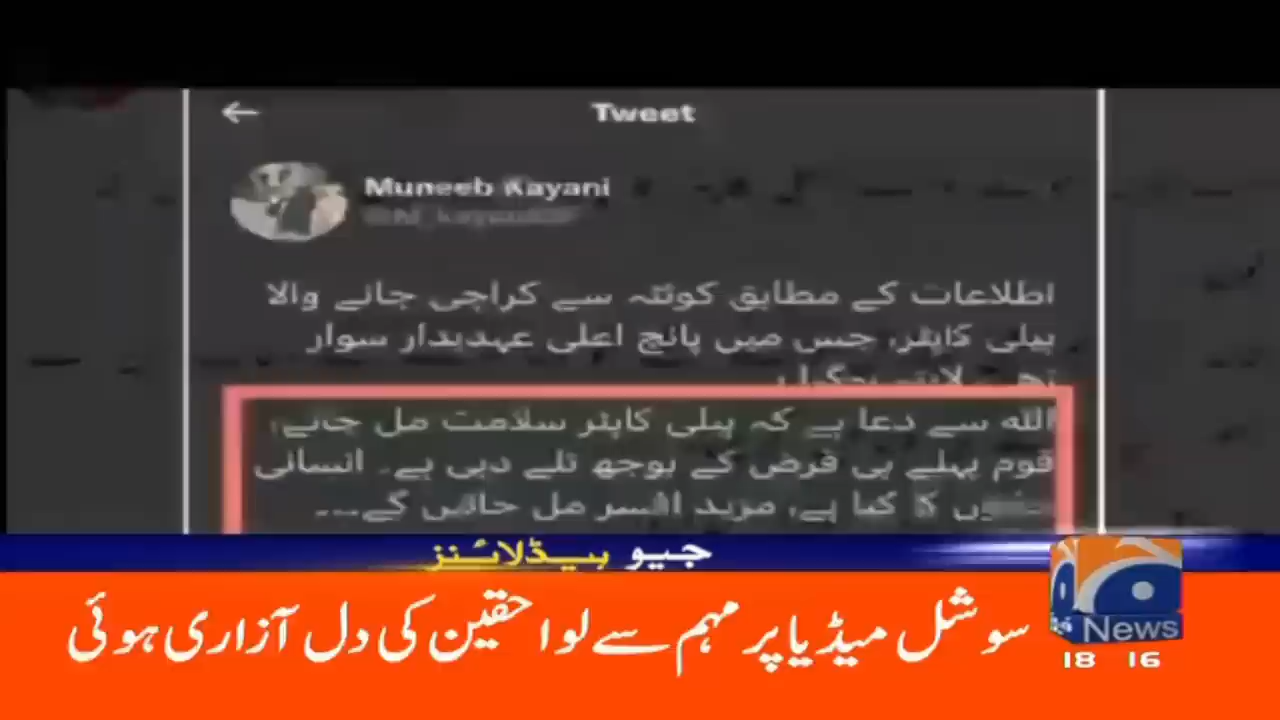 Tweet
Muneeb Kayani
اطلاعات کے مطابق کوئٹہ سے کراچی جانے والا
ہیلی کاپٹر، جس میں پانچ اعلی عہدیدار سوار
الله سے دعا ہے کہ ہیلی کاپٹر سلامت مل جائے،
قوم پہلے ہی قرض کے بوجھ تلے دبی ہے۔ انسانی
کا کیا ہے، مزید افسر مل جائیں گے۔۔۔
جیو ہیڈلائنز
سوشل میڈیا پر مہم سے لواحقین کی دل آزاری ہوئی
News
18 16